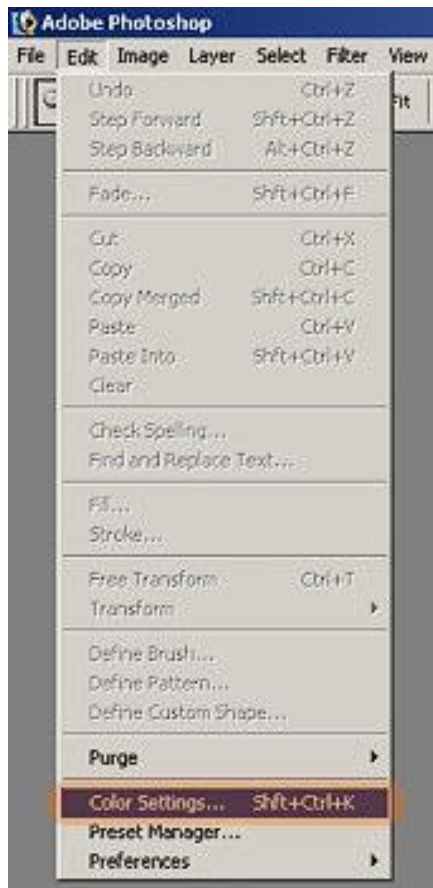 Adobe Photoshop
File Edit Image Layer Select Filter View
Undo Ctrl+Z
Fit
Step Forward Shft+Ctrl+Z
Step Backward Alt+Ctrl+Z
Fade... Shft+Ctrl+F
Cut Ctrl+X
Copy Ctrl+C
Copy Merged Shft+Ctrl+C
Paste Ctrl+V
Paste Into Shft+Ctrl+V
Clear
Check Spelling...
Find and Replace Text...
Fill...
Stroke...
Free Transform Ctrl+T
Transform
Define Brush...
Define Pattern...
Define Custom Shape...
Purge
Color Settings... Shft+Ctrl+K
Preset Manager...
Preferences